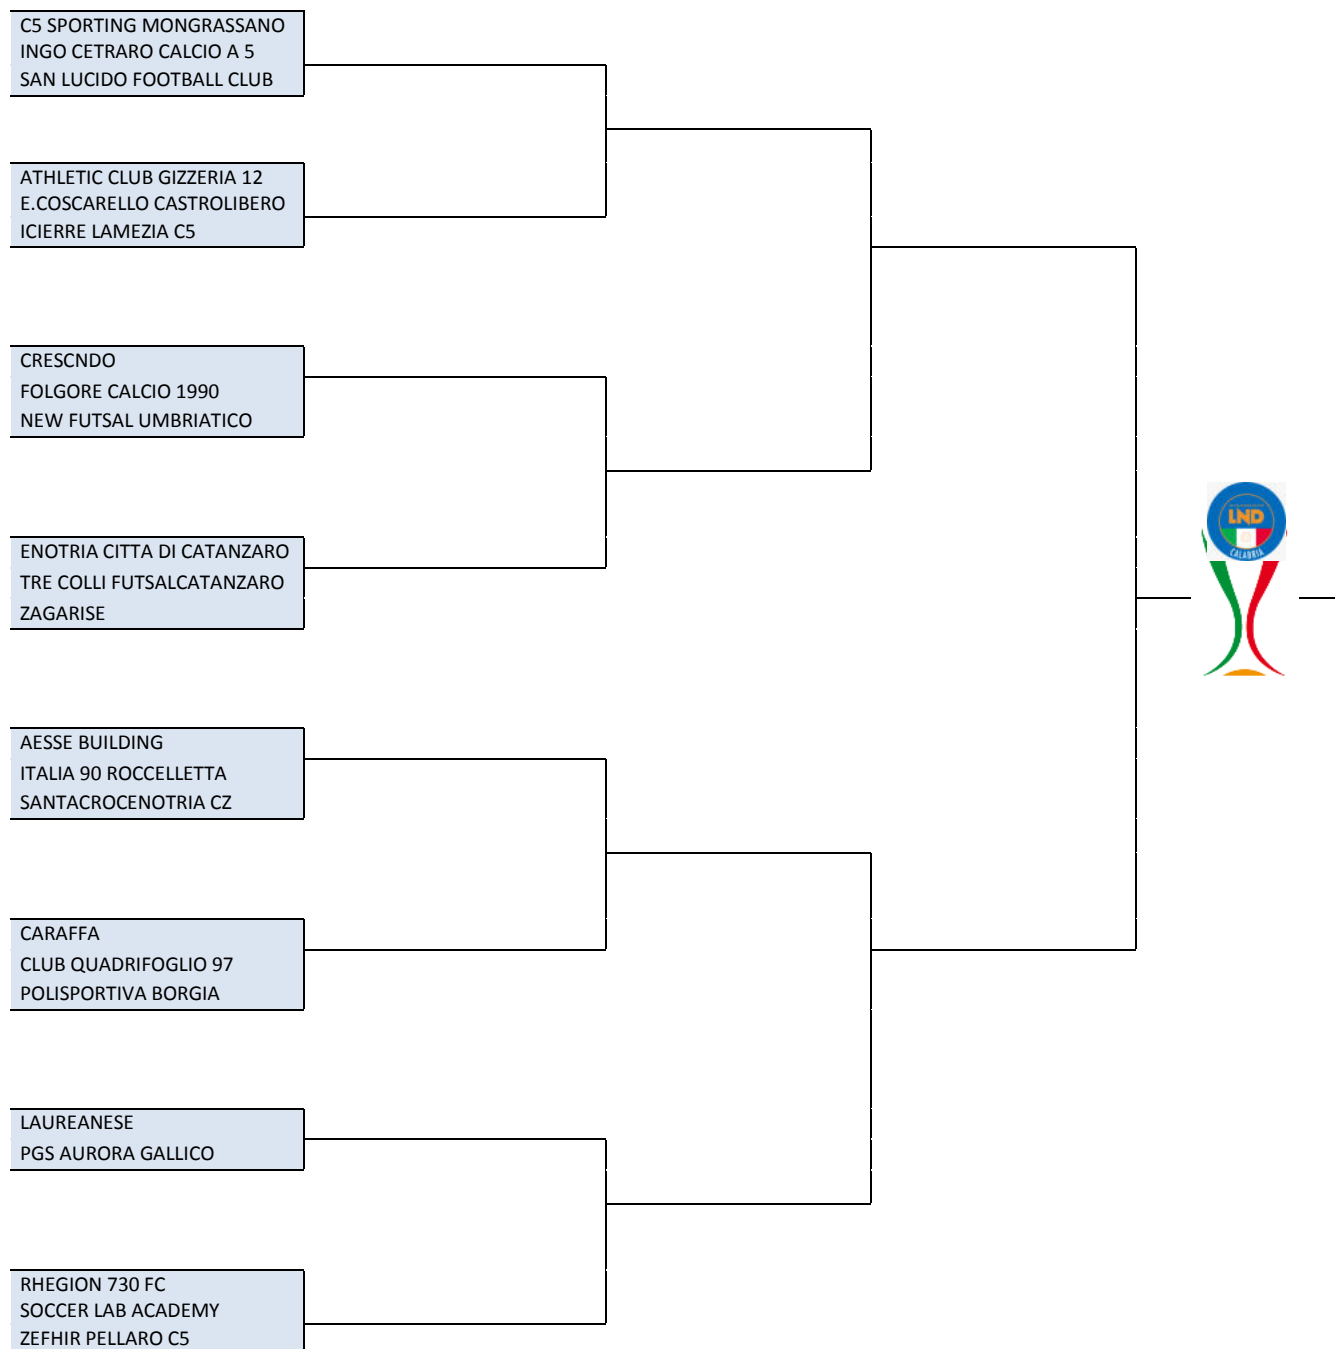 C5 SPORTING MONGRASSANO
INGO CETRARO CALCIO A 5
SAN LUCIDO FOOTBALL CLUB
ATHLETIC CLUB GIZZERIA 12
E.COSCARELLO CASTROLIBERO
ICIERRE LAMEZIA C5
CRESCNDO
FOLGORE CALCIO 1990
NEW FUTSAL UMBRIATICO
ENOTRIA CITTA DI CATANZARO
TRE COLLI FUTSALCATANZARO
ZAGARISE
LND
CALABRIA
AESSE BUILDING
ITALIA 90 ROCCELLETTA
SANTACROCENOTRIA CZ
CARAFFA
CLUB QUADRIFOGLIO 97
POLISPORTIVA BORGIA
LAUREANESE
PGS AURORA GALLICO
RHEGION 730 FC
SOCCER LAB ACADEMY
ZEFHIR PELLARO C5